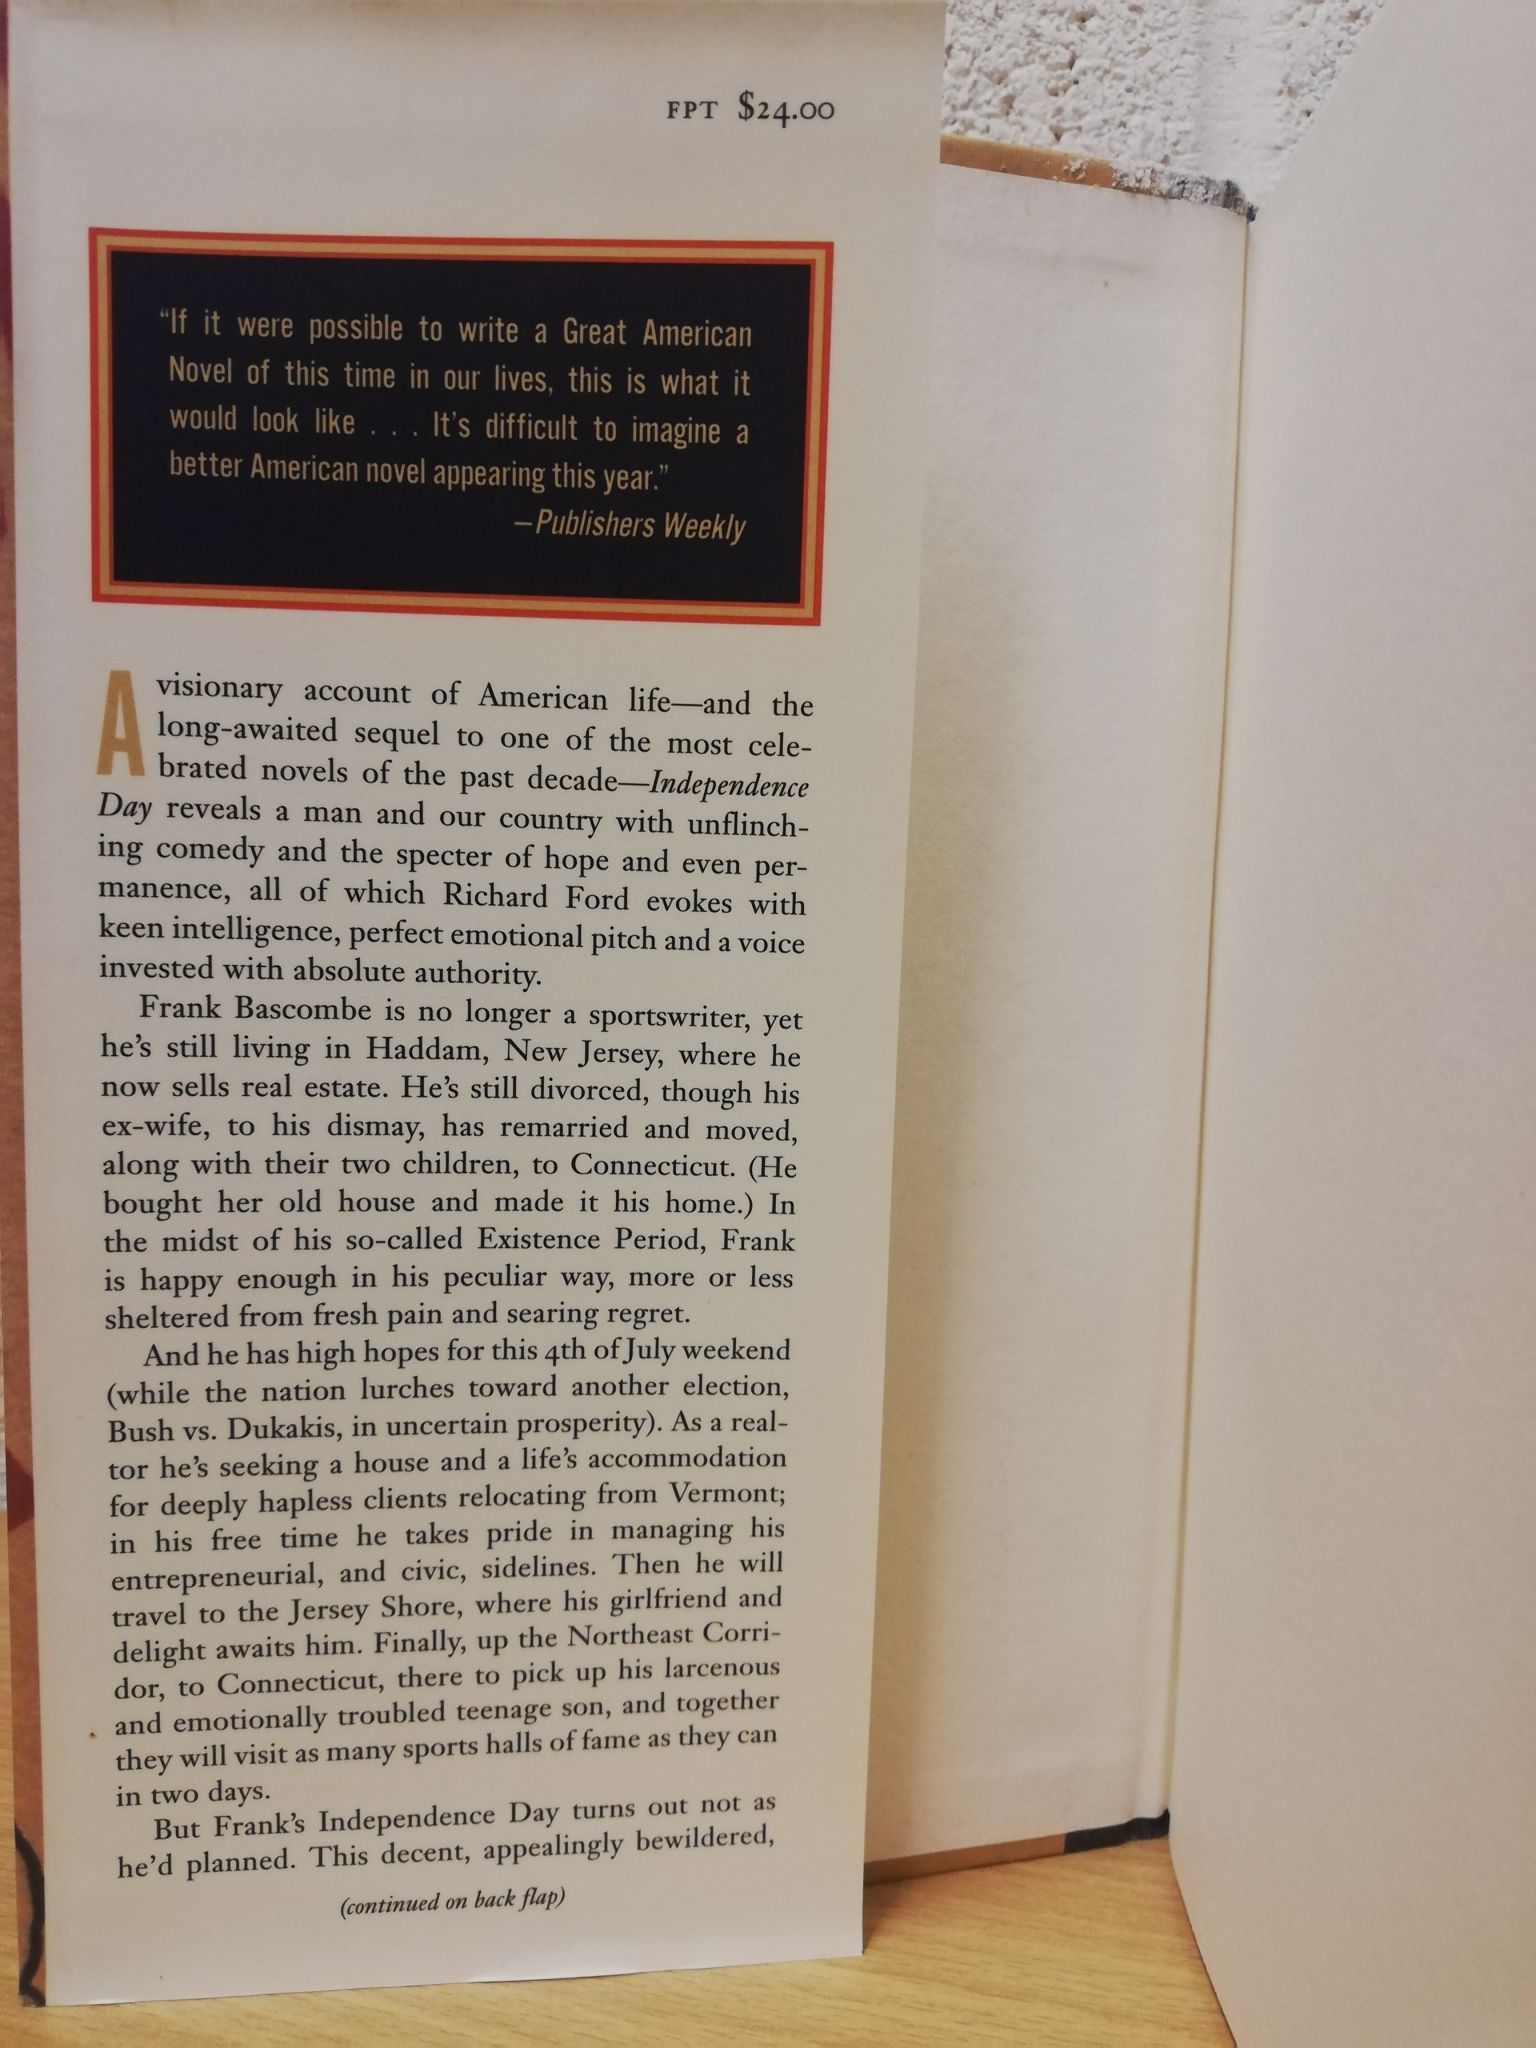 FPT $24.00
“If it were possible to write a Great American
Novel of this time in our lives, this is what it
would look like . . . It’s difficult to imagine a
better American novel appearing this year.”
—Publishers Weekly
A visionary account of American life—and the
long-awaited sequel to one of the most cele-
brated novels of the past decade—Independence
Day reveals a man and our country with unflinch-
ing comedy and the specter of hope and even per-
manence, all of which Richard Ford evokes with
keen intelligence, perfect emotional pitch and a voice
invested with absolute authority.
Frank Bascombe is no longer a sportswriter, yet
he’s still living in Haddam, New Jersey, where he
now sells real estate. He’s still divorced, though his
ex-wife, to his dismay, has remarried and moved,
along with their two children, to Connecticut. (He
bought her old house and made it his home.) In
the midst of his so-called Existence Period, Frank
is happy enough in his peculiar way, more or less
sheltered from fresh pain and searing regret.
And he has high hopes for this 4th of July weekend
(while the nation lurches toward another election,
Bush vs. Dukakis, in uncertain prosperity). As a real-
tor he’s seeking a house and a life’s accommodation
for deeply hapless clients relocating from Vermont;
in his free time he takes pride in managing his
entrepreneurial, and civic, sidelines. Then he will
travel to the Jersey Shore, where his girlfriend and
delight awaits him. Finally, up the Northeast Corri-
dor, to Connecticut, there to pick up his larcenous
and emotionally troubled teenage son, and together
they will visit as many sports halls of fame as they can
in two days.
But Frank’s Independence Day turns out not as
he’d planned. This decent, appealingly bewildered,
(continued on back flap)